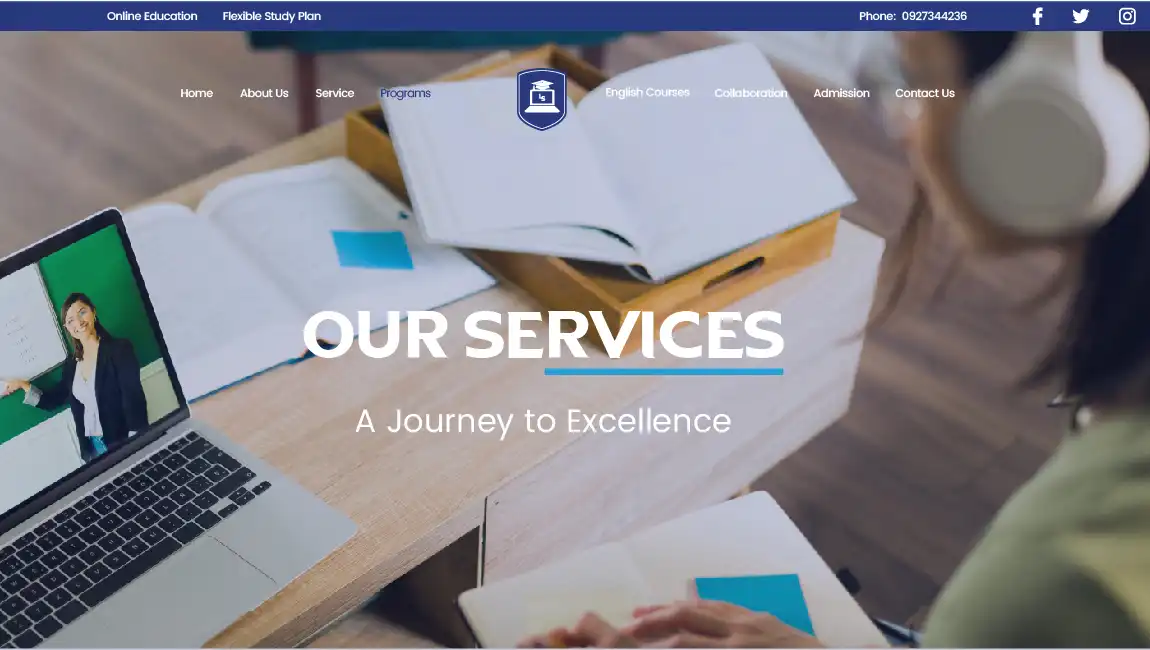 Online Education Flexible Study Plan Phone: 0927344236
Home About Us Service Programs English Courses Collaboration Admission Contact Us
LS
OUR SERVICES
A Journey to Excellence